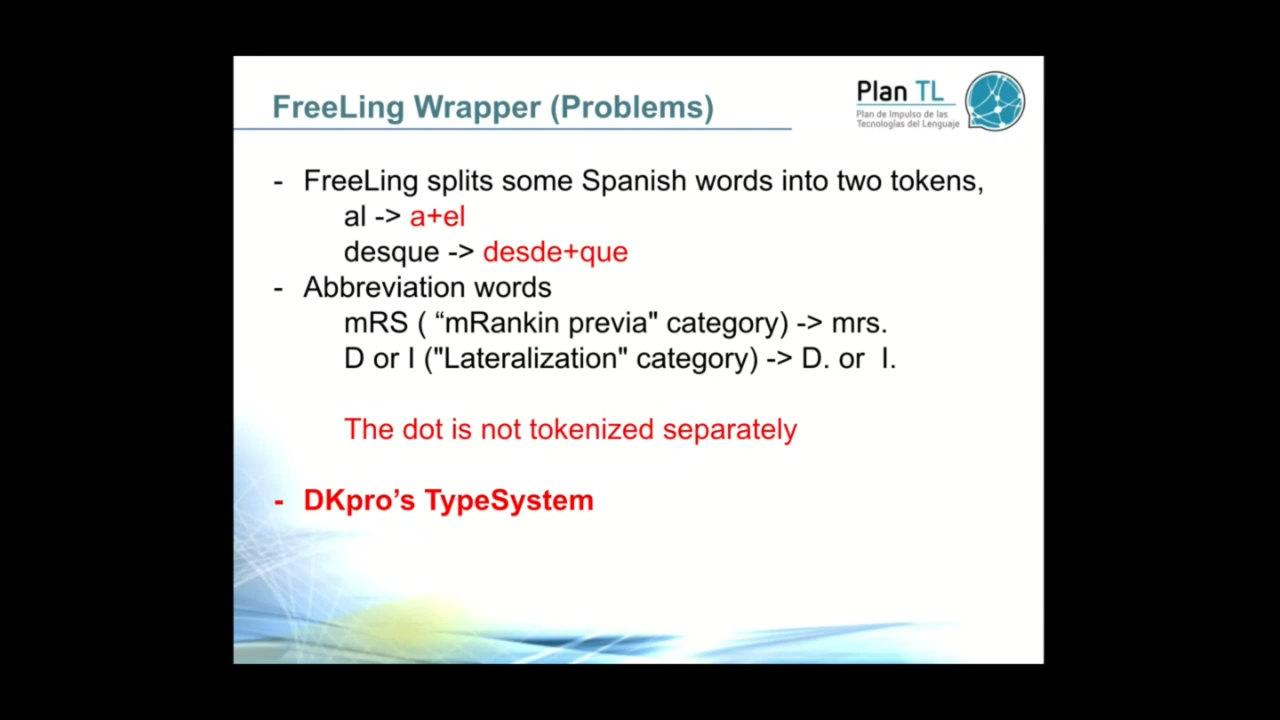 FreeLing Wrapper (Problems)
Plan TL
Plan de Impulso de las
Tecnologías del Lenguaje
- FreeLing splits some Spanish words into two tokens,
al -> a+el
desque -> desde+que
- Abbreviation words
mRS ( “mRankin previa" category) -> mrs.
D or I ("Lateralization" category) -> D. or I.
The dot is not tokenized separately
- DKpro’s TypeSystem